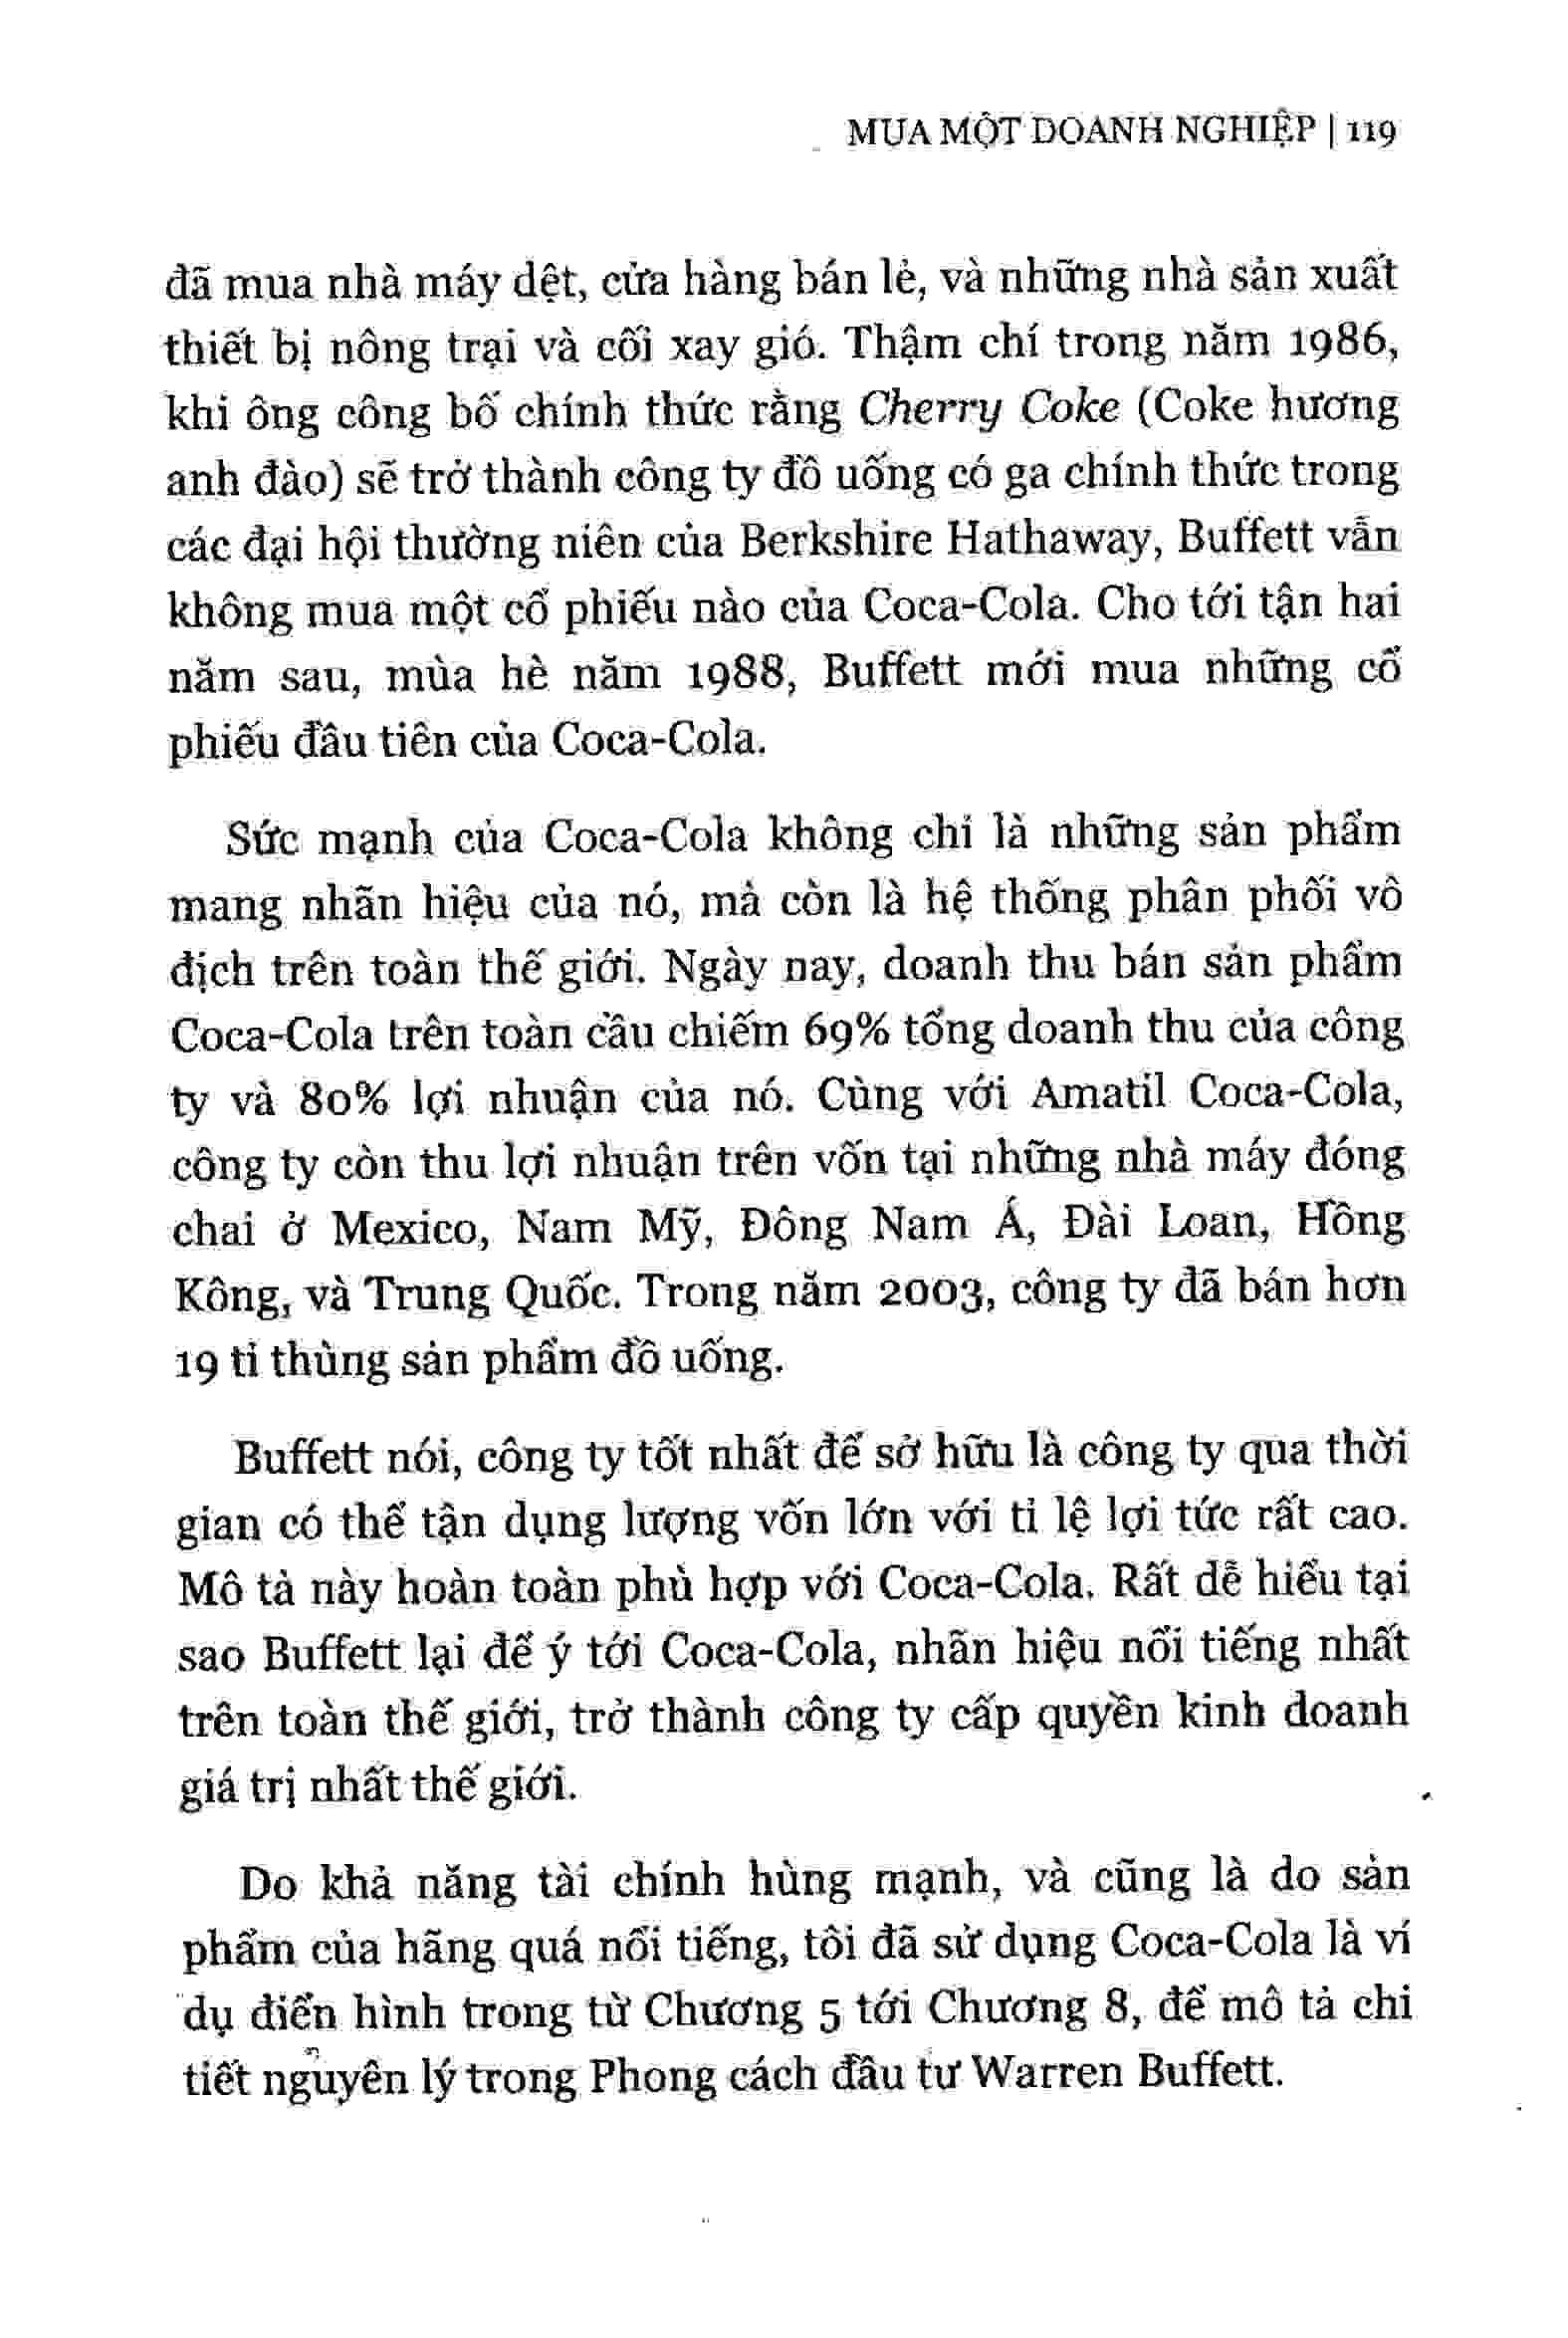 MUA MỘT DOANH NGHIỆP | 119
đã mua nhà máy dệt, cửa hàng bán lẻ, và những nhà sản xuất
thiết bị nông trại và cối xay gió. Thậm chí trong năm 1986,
khi ông công bố chính thức rằng Cherry Coke (Coke hương
anh đào) sẽ trở thành công ty đồ uống có ga chính thức trong
các đại hội thường niên của Berkshire Hathaway, Buffett vẫn
không mua một cổ phiếu nào của Coca-Cola. Cho tới tận hai
năm sau, mùa hè năm 1988, Buffett mới mua những cổ
phiếu đầu tiên của Coca-Cola.
Sức mạnh của Coca-Cola không chỉ là những sản phẩm
mang nhãn hiệu của nó, mà còn là hệ thống phân phối vô
địch trên toàn thế giới. Ngày nay, doanh thu bán sản phẩm
Coca-Cola trên toàn cầu chiếm 69% tổng doanh thu của công
ty và 80% lợi nhuận của nó. Cùng với Amatil Coca-Cola,
công ty còn thu lợi nhuận trên vốn tại những nhà máy đóng
chai ở Mexico, Nam Mỹ, Đông Nam Á, Đài Loan, Hồng
Kông, và Trung Quốc. Trong năm 2003, công ty đã bán hơn
19 tỉ thùng sản phẩm đồ uống.
Buffett nói, công ty tốt nhất để sở hữu là công ty qua thời
gian có thể tận dụng lượng vốn lớn với tỉ lệ lợi tức rất cao.
Mô tả này hoàn toàn phù hợp với Coca-Cola. Rất dễ hiểu tại
sao Buffett lại để ý tới Coca-Cola, nhãn hiệu nổi tiếng nhất
trên toàn thế giới, trở thành công ty cấp quyền kinh doanh
giá trị nhất thế giới.
Do khả năng tài chính hùng mạnh, và cũng là do sản
phẩm của hãng quá nổi tiếng, tôi đã sử dụng Coca-Cola là ví
dụ điển hình trong từ Chương 5 tới Chương 8, để mô tả chi
tiết nguyên lý trong Phong cách đầu tư Warren Buffett.